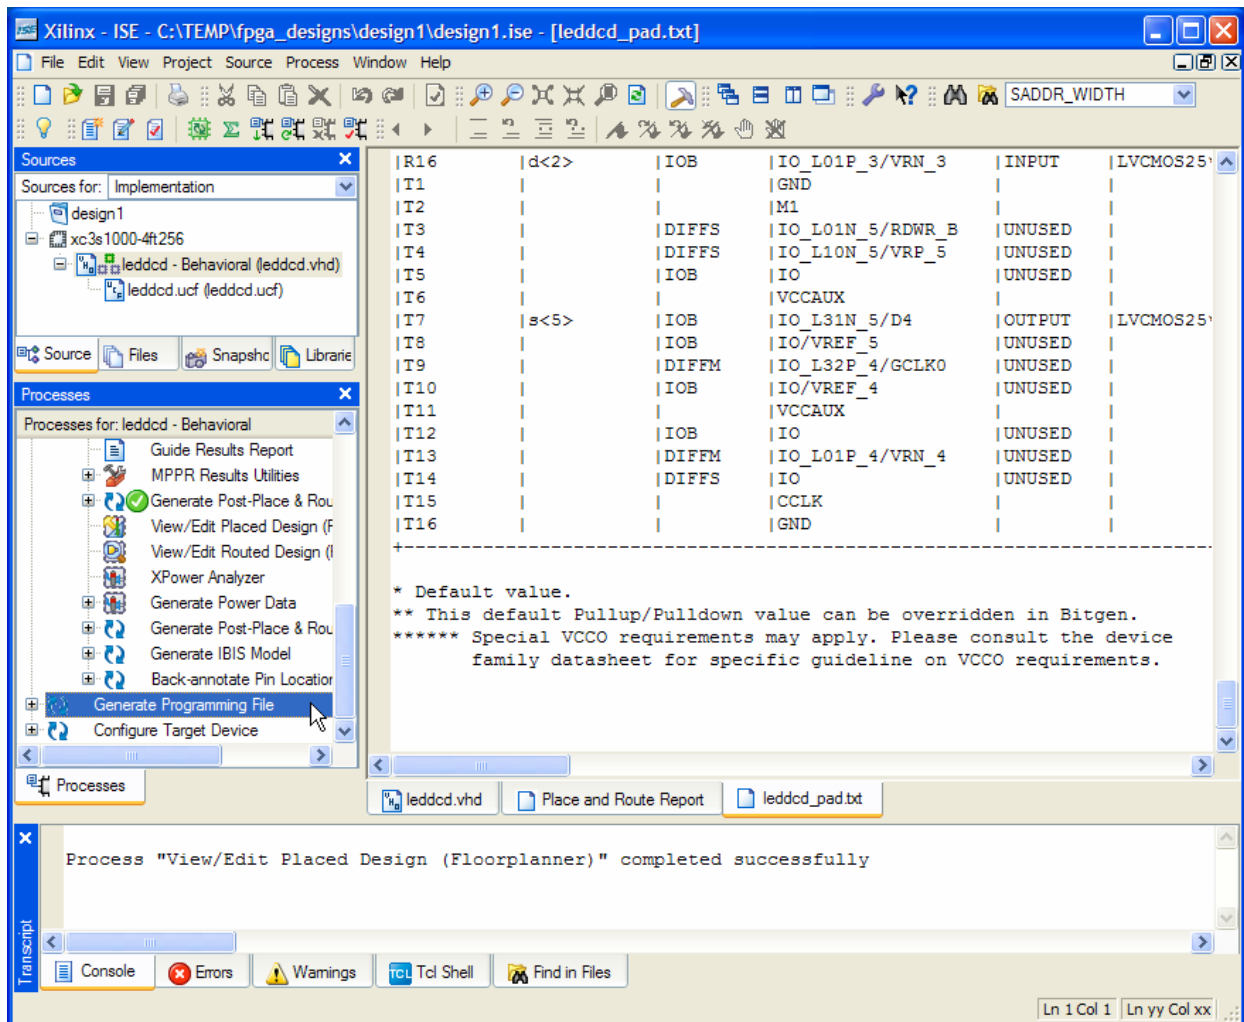 Xilinx - ISE - C:\TEMP\fpga_designs\design1\design1.ise - [leddcd_pad.txt]
File Edit View Project Source Process Window Help
SADDR_WIDTH
Sources
Sources for: Implementation
design1
xc3s1000-4ft256
leddcd - Behavioral (leddcd.vhd)
leddcd.ucf (leddcd.ucf)
Source Files Snapshc Librarie
Processes
Processes for: leddcd - Behavioral
Guide Results Report
MPPR Results Utilities
Generate Post-Place & Rou
View/Edit Placed Design (F
View/Edit Routed Design (
XPower Analyzer
Generate Power Data
Generate Post-Place & Rou
Generate IBIS Model
Back-annotate Pin Location
Generate Programming File
Configure Target Device
Processes
|R16 |d<2> |IOB |IO_L01P_3/VRN_3 |INPUT |LVCMOS25*
|T1 | | |GND | |
|T2 | | |M1 | |
|T3 | |DIFFS |IO_L01N_5/RDWR_B |UNUSED |
|T4 | |DIFFS |IO_L10N_5/VRP_5 |UNUSED |
|T5 | |IOB |IO |UNUSED |
|T6 | | |VCCAUX | |
|T7 |s<5> |IOB |IO_L31N_5/D4 |OUTPUT |LVCMOS25*
|T8 | |IOB |IO/VREF_5 |UNUSED |
|T9 | |DIFFM |IO_L32P_4/GCLK0 |UNUSED |
|T10 | |IOB |IO/VREF_4 |UNUSED |
|T11 | | |VCCAUX | |
|T12 | |IOB |IO |UNUSED |
|T13 | |DIFFM |IO_L01P_4/VRN_4 |UNUSED |
|T14 | |DIFFS |IO |UNUSED |
|T15 | | |CCLK | |
|T16 | | |GND | |
* Default value.
** This default Pullup/Pulldown value can be overridden in Bitgen.
****** Special VCCO requirements may apply. Please consult the device
family datasheet for specific guideline on VCCO requirements.
leddcd.vhd Place and Route Report leddcd_pad.txt
Process "View/Edit Placed Design (Floorplanner)" completed successfully
Transcript
Console Errors Warnings TCL Tcl Shell Find in Files
Ln 1 Col 1 Ln yy Col xx